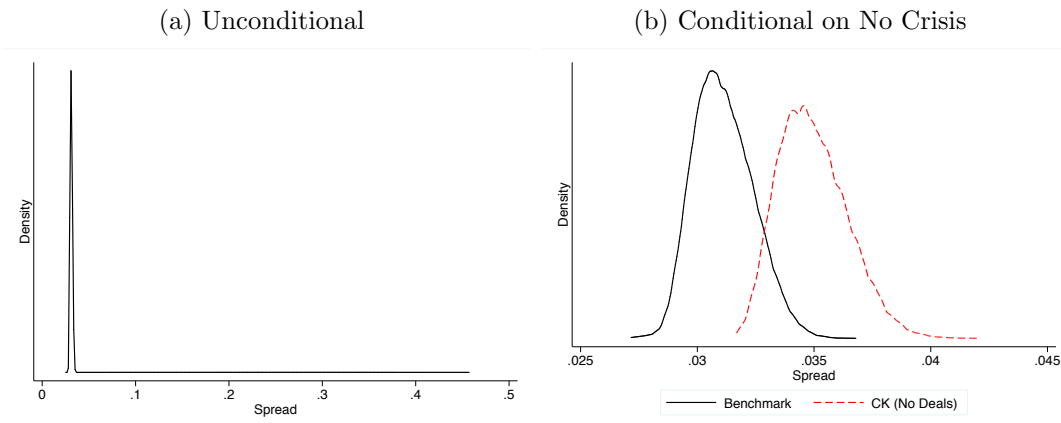 (a) Unconditional
Density
0 .1 .2 .3 .4 .5
Spread
(b) Conditional on No Crisis
Density
.025 .03 .035 .04 .045
Spread
Benchmark CK (No Deals)